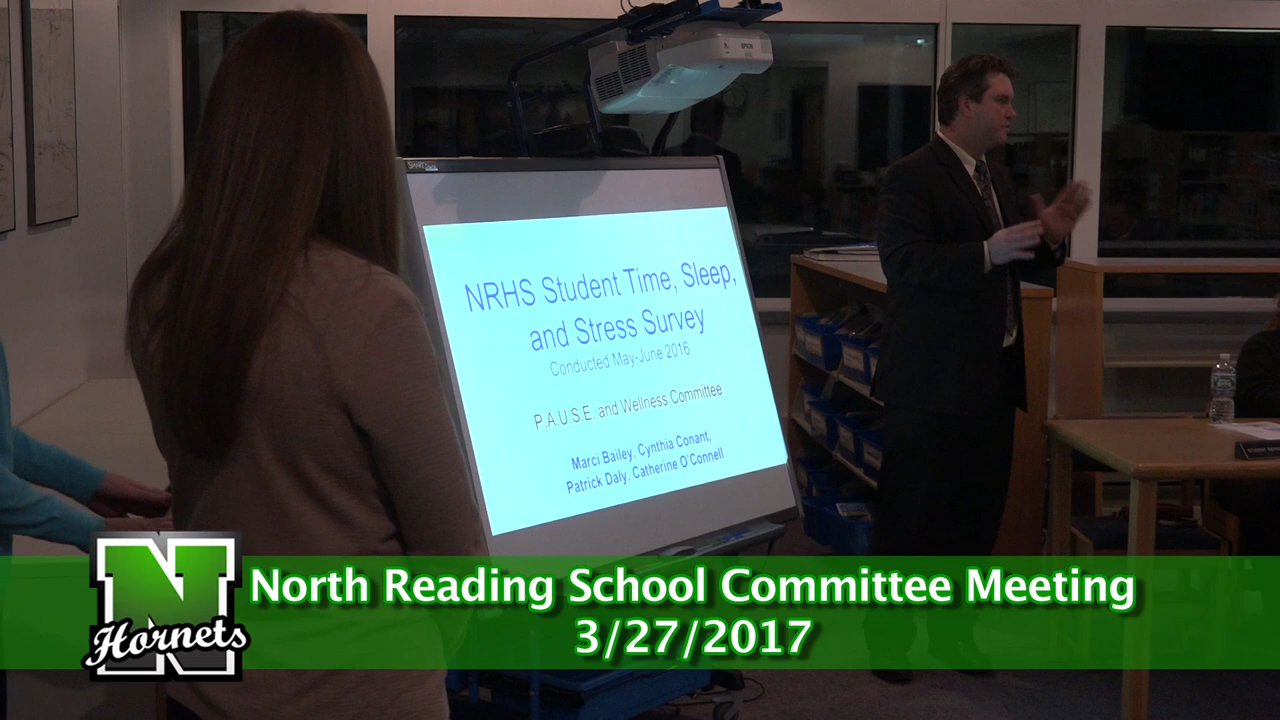 EPSON
NRHS Student Time, Sleep,
and Stress Survey
Conducted May-June 2016
P.A.U.S.E. and Wellness Committee
Marci Bailey, Cynthia Conant,
Patrick Daly, Catherine O'Connell
N
Hornets
North Reading School Committee Meeting
3/27/2017